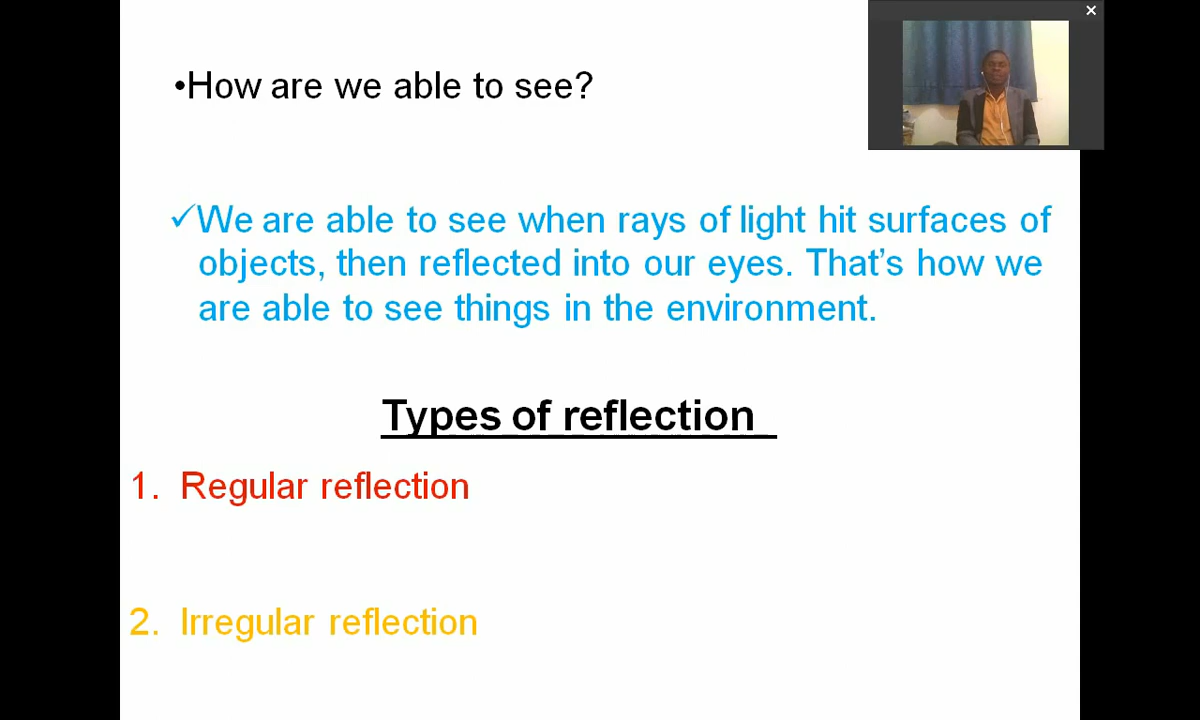 •How are we able to see?
✓We are able to see when rays of light hit surfaces of
objects, then reflected into our eyes. That’s how we
are able to see things in the environment.
Types of reflection
1. Regular reflection
2. Irregular reflection